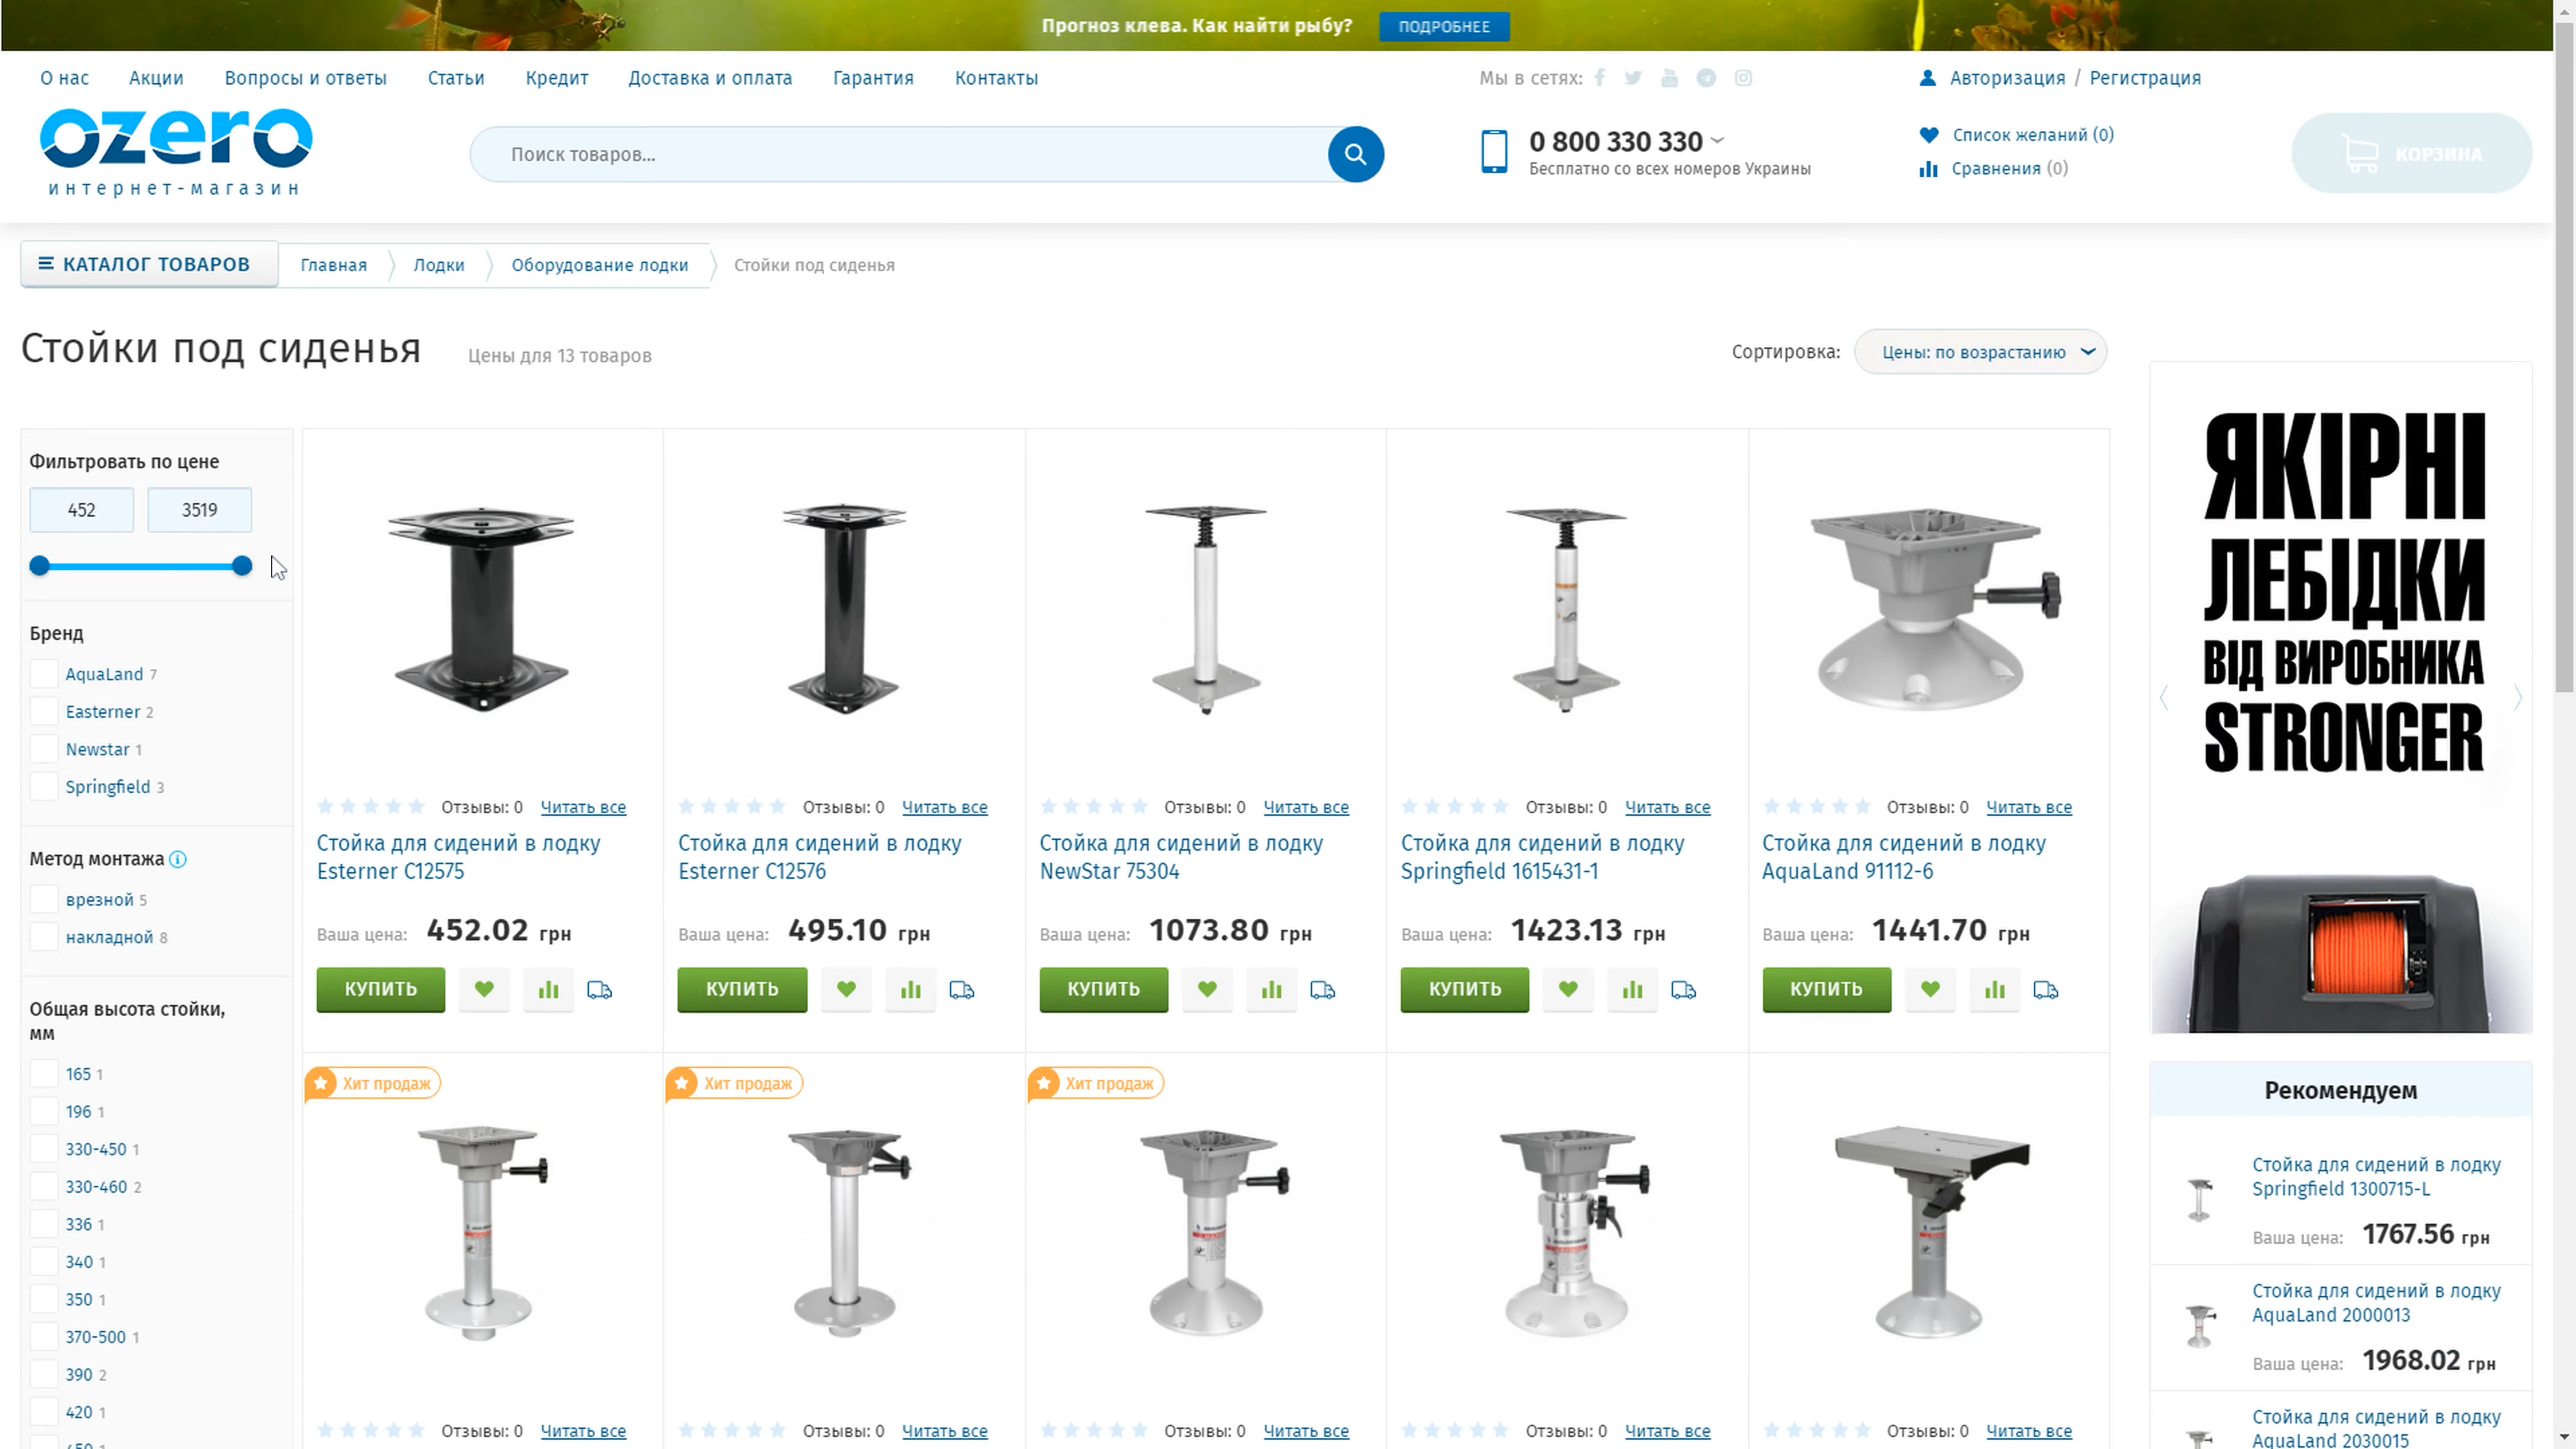 Прогноз клева. Как найти рыбу? ПОДРОБНЕЕ
О нас Акции Вопросы и ответы Статьи Кредит Доставка и оплата Гарантия Контакты Мы в сетях: Авторизация / Регистрация
ozero
интернет-магазин
Поиск товаров...
0 800 330 330
Бесплатно со всех номеров Украины
Список желаний (0)
Сравнения (0)
КОРЗИНА
КАТАЛОГ ТОВАРОВ Главная Лодки Оборудование лодки Стойки под сиденья
Стойки под сиденья Цены для 13 товаров Сортировка: Цены: по возрастанию
Фильтровать по цене
452 3519
Бренд
AquaLand 7
Easterner 2
Newstar 1
Springfield 3
Метод монтажа
врезной 5
накладной 8
Общая высота стойки,
мм
165 1
196 1
330-450 1
330-460 2
336 1
340 1
350 1
370-500 1
390 2
420 1
450 1
Отзывы: 0 Читать все
Стойка для сидений в лодку
Esterner C12575
Ваша цена: 452.02 грн
КУПИТЬ
Отзывы: 0 Читать все
Стойка для сидений в лодку
Esterner C12576
Ваша цена: 495.10 грн
КУПИТЬ
Отзывы: 0 Читать все
Стойка для сидений в лодку
NewStar 75304
Ваша цена: 1073.80 грн
КУПИТЬ
Отзывы: 0 Читать все
Стойка для сидений в лодку
Springfield 1615431-1
Ваша цена: 1423.13 грн
КУПИТЬ
Отзывы: 0 Читать все
Стойка для сидений в лодку
AquaLand 91112-6
Ваша цена: 1441.70 грн
КУПИТЬ
Хит продаж
Отзывы: 0 Читать все
Хит продаж
Отзывы: 0 Читать все
Хит продаж
Отзывы: 0 Читать все
Отзывы: 0 Читать все
Отзывы: 0 Читать все
ЯКІРНІ
ЛЕБІДКИ
ВІД ВИРОБНИКА
STRONGER
Рекомендуем
Стойка для сидений в лодку
Springfield 1300715-L
Ваша цена: 1767.56 грн
Стойка для сидений в лодку
AquaLand 2000013
Ваша цена: 1968.02 грн
Стойка для сидений в лодку
AquaLand 2030015